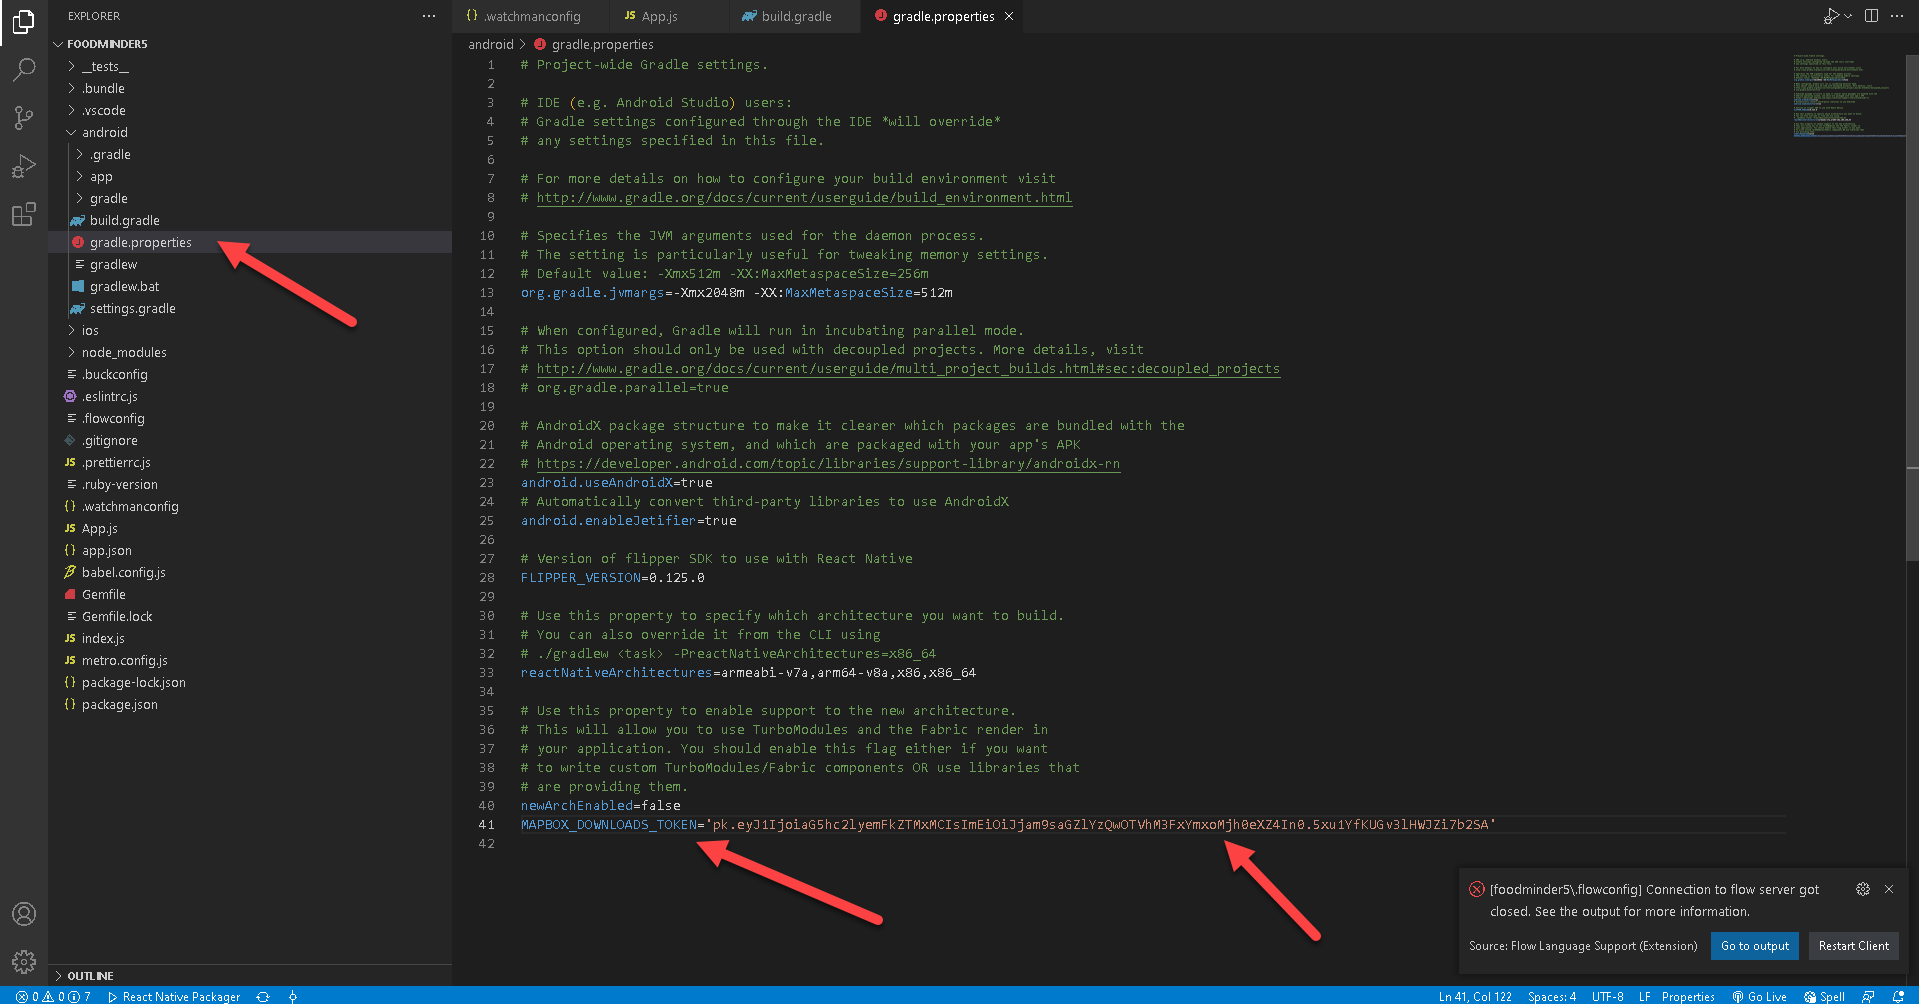 EXPLORER
FOODMINDER5
__tests__
.bundle
.vscode
android
.gradle
app
gradle
build.gradle
gradle.properties
gradlew
gradlew.bat
settings.gradle
ios
node_modules
.buckconfig
.eslintrc.js
.flowconfig
.gitignore
.prettierrc.js
.ruby-version
.watchmanconfig
App.js
app.json
babel.config.js
Gemfile
Gemfile.lock
index.js
metro.config.js
package-lock.json
package.json
OUTLINE
.watchmanconfig App.js build.gradle gradle.properties
android > gradle.properties
1 # Project-wide Gradle settings.
2
3 # IDE (e.g. Android Studio) users:
4 # Gradle settings configured through the IDE *will override*
5 # any settings specified in this file.
6
7 # For more details on how to configure your build environment visit
8 # http://www.gradle.org/docs/current/userguide/build_environment.html
9
10 # Specifies the JVM arguments used for the daemon process.
11 # The setting is particularly useful for tweaking memory settings.
12 # Default value: -Xmx512m -XX:MaxMetaspaceSize=256m
13 org.gradle.jvmargs=-Xmx2048m -XX:MaxMetaspaceSize=512m
14
15 # When configured, Gradle will run in incubating parallel mode.
16 # This option should only be used with decoupled projects. More details, visit
17 # http://www.gradle.org/docs/current/userguide/multi_project_builds.html#sec:decoupled_projects
18 # org.gradle.parallel=true
19
20 # AndroidX package structure to make it clearer which packages are bundled with the
21 # Android operating system, and which are packaged with your app's APK
22 # https://developer.android.com/topic/libraries/support-library/androidx-rn
23 android.useAndroidX=true
24 # Automatically convert third-party libraries to use AndroidX
25 android.enableJetifier=true
26
27 # Version of flipper SDK to use with React Native
28 FLIPPER_VERSION=0.125.0
29
30 # Use this property to specify which architecture you want to build.
31 # You can also override it from the CLI using
32 # ./gradlew <task> -PreactNativeArchitectures=x86_64
33 reactNativeArchitectures=armeabi-v7a,arm64-v8a,x86,x86_64
34
35 # Use this property to enable support to the new architecture.
36 # This will allow you to use TurboModules and the Fabric render in
37 # your application. You should enable this flag either if you want
38 # to write custom TurboModules/Fabric components OR use libraries that
39 # are providing them.
40 newArchEnabled=false
41 MAPBOX_DOWNLOADS_TOKEN='pk.eyJ1IjoiaG5hc2lyemFkZTMxMCIsImEiOiJjam9saGZlYzQwOTVhM3FxYmxoMjh0eXZ4In0.5xu1YfKUGv3lHWJZi7b2SA'
42
[foodminder5\.flowconfig] Connection to flow server got
closed. See the output for more information.
Source: Flow Language Support (Extension) Go to output Restart Client
0 0 7 React Native Packager Ln 41, Col 122 Spaces: 4 UTF-8 LF Properties Go Live Spell